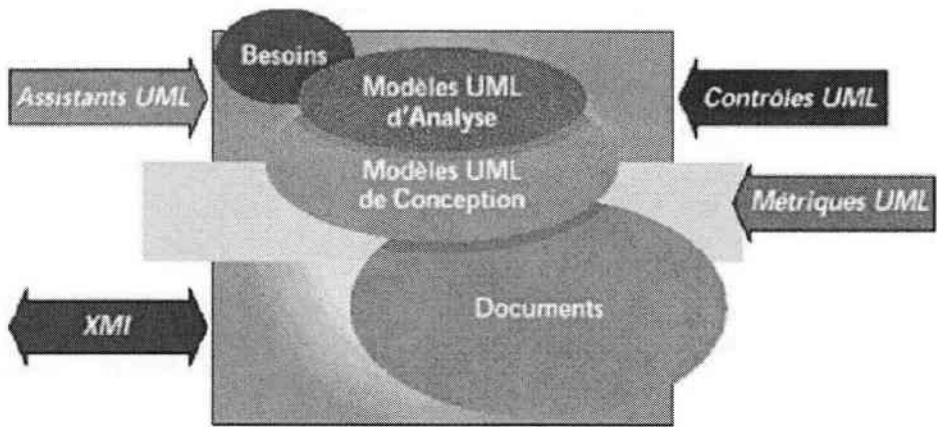 Besoins
Assistants UML
Modèles UML
d'Analyse
Contrôles UML
Modèles UML
de Conception
Métriques UML
XMI
Documents